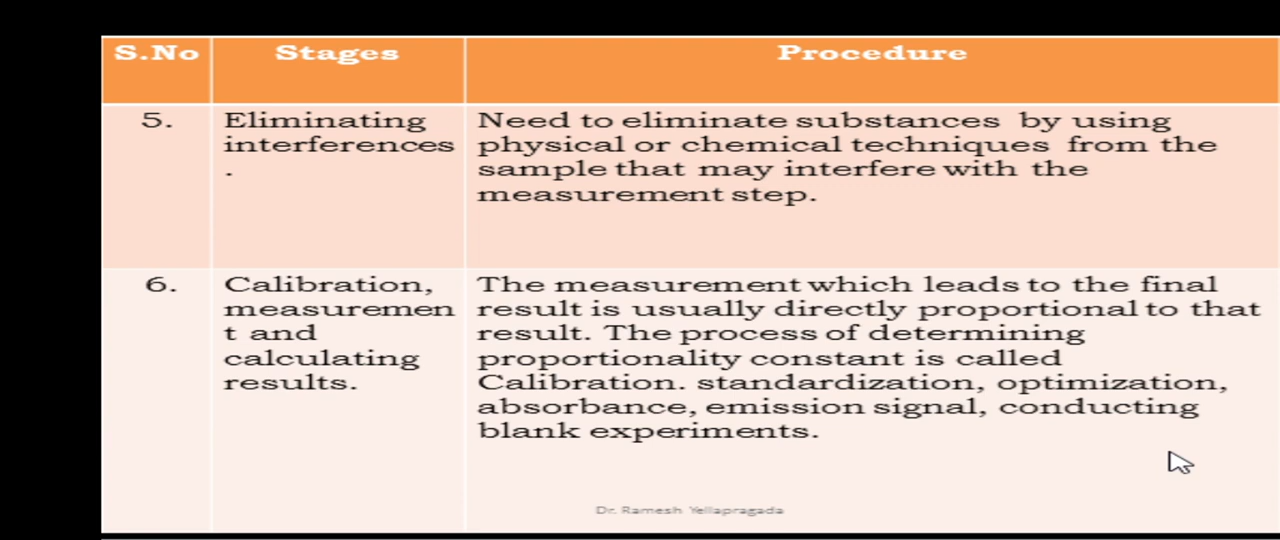 S.No Stages Procedure
5. Eliminating Need to eliminate substances by using
interferences physical or chemical techniques from the
. sample that may interfere with the
measurement step.
6. Calibration, The measurement which leads to the final
measuremen result is usually directly proportional to that
t and result. The process of determining
calculating proportionality constant is called
results. Calibration. standardization, optimization,
absorbance, emission signal, conducting
blank experiments.
Dr. Ramesh Yellapragada